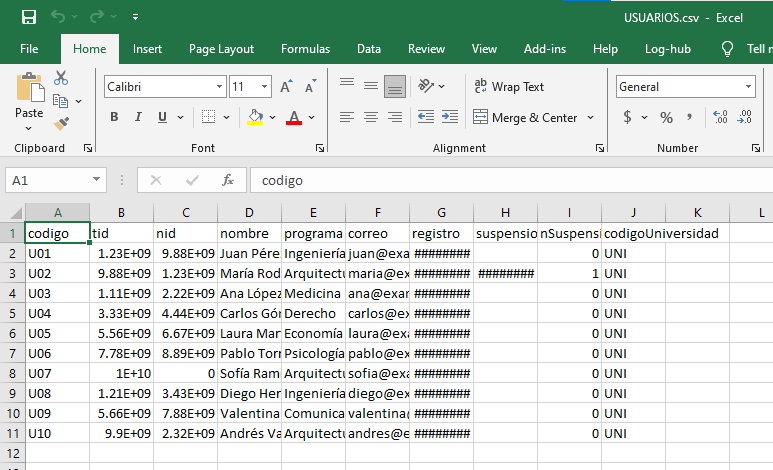 USUARIOS.csv - Excel
File Home Insert Page Layout Formulas Data Review View Add-ins Help Log-hub Tell
Paste Calibri 11 A A ab Wrap Text General
B I U A Merge & Center $ % 9 .00 .00
Clipboard Font Alignment Number
A1 fx codigo
A B C D E F G H I J K L
1 codigo tid nid nombre programa correo registro suspensio nSuspensi codigoUniversidad
2 U01 1.23E+09 9.88E+09 Juan Pére Ingeniería juan@exa ######## 0 UNI
3 U02 9.88E+09 1.23E+09 María Rod Arquitectu maria@exa ######## ######## 1 UNI
4 U03 1.11E+09 2.22E+09 Ana López Medicina ana@exam ######## 0 UNI
5 U04 3.33E+09 4.44E+09 Carlos Gó Derecho carlos@ex ######## 0 UNI
6 U05 5.56E+09 6.67E+09 Laura Mar Economía laura@exa ######## 0 UNI
7 U06 7.78E+09 8.89E+09 Pablo Torr Psicología pablo@ex ######## 0 UNI
8 U07 1E+10 0 Sofía Ram Arquitectu sofia@exa ######## 0 UNI
9 U08 1.21E+09 3.43E+09 Diego Her Ingeniería diego@ex ######## 0 UNI
10 U09 5.66E+09 7.88E+09 Valentina Comunica valentina@ ######## 0 UNI
11 U10 9.9E+09 2.32E+09 Andrés Va Arquitectu andres@e ######## 0 UNI
12